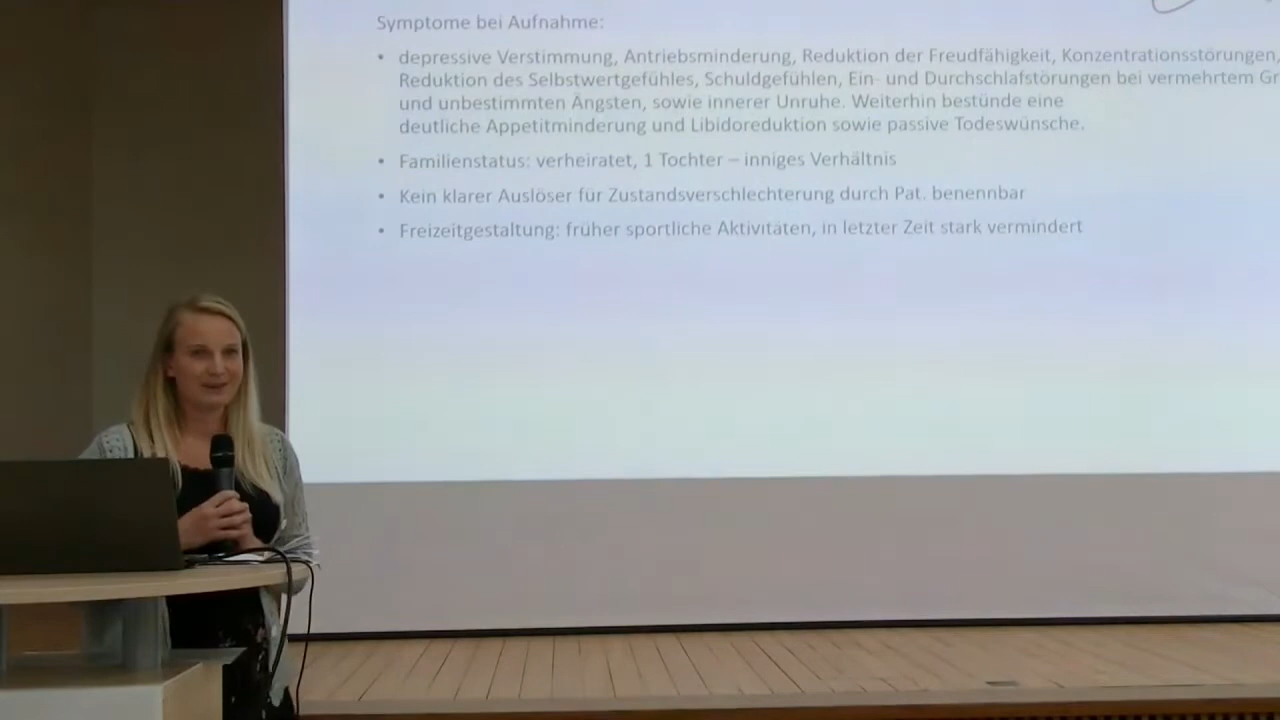 Symptome bei Aufnahme:
• depressive Verstimmung, Antriebsminderung, Reduktion der Freudfähigkeit, Konzentrationsstörungen,
Reduktion des Selbstwertgefühles, Schuldgefühlen, Ein- und Durchschlafstörungen bei vermehrtem
und unbestimmten Ängsten, sowie innerer Unruhe. Weiterhin bestünde eine
deutliche Appetitminderung und Libidoreduktion sowie passive Todeswünsche.
• Familienstatus: verheiratet, 1 Tochter – inniges Verhältnis
• Kein klarer Auslöser für Zustandsverschlechterung durch Pat. benennbar
• Freizeitgestaltung: früher sportliche Aktivitäten, in letzter Zeit stark vermindert